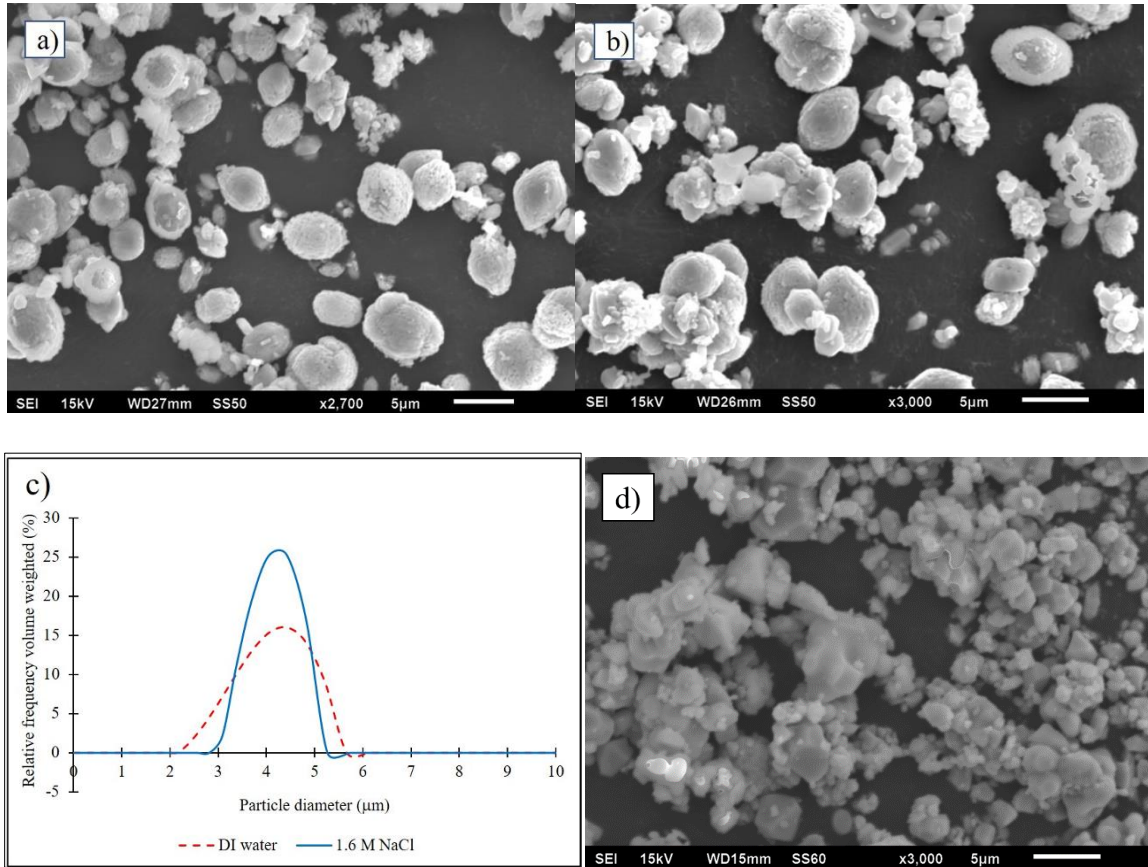 a)
SEI 15kV WD27mm SS50 x2,700 5µm
b)
SEI 15kV WD26mm SS50 x3,000 5µm
c)
Relative frequency volume weighted (%)
30
25
20
15
10
5
0
-5
0 1 2 3 4 5 6 7 8 9 10
Particle diameter (µm)
DI water 1.6 M NaCl
d)
SEI 15kV WD15mm SS60 x3,000 5µm